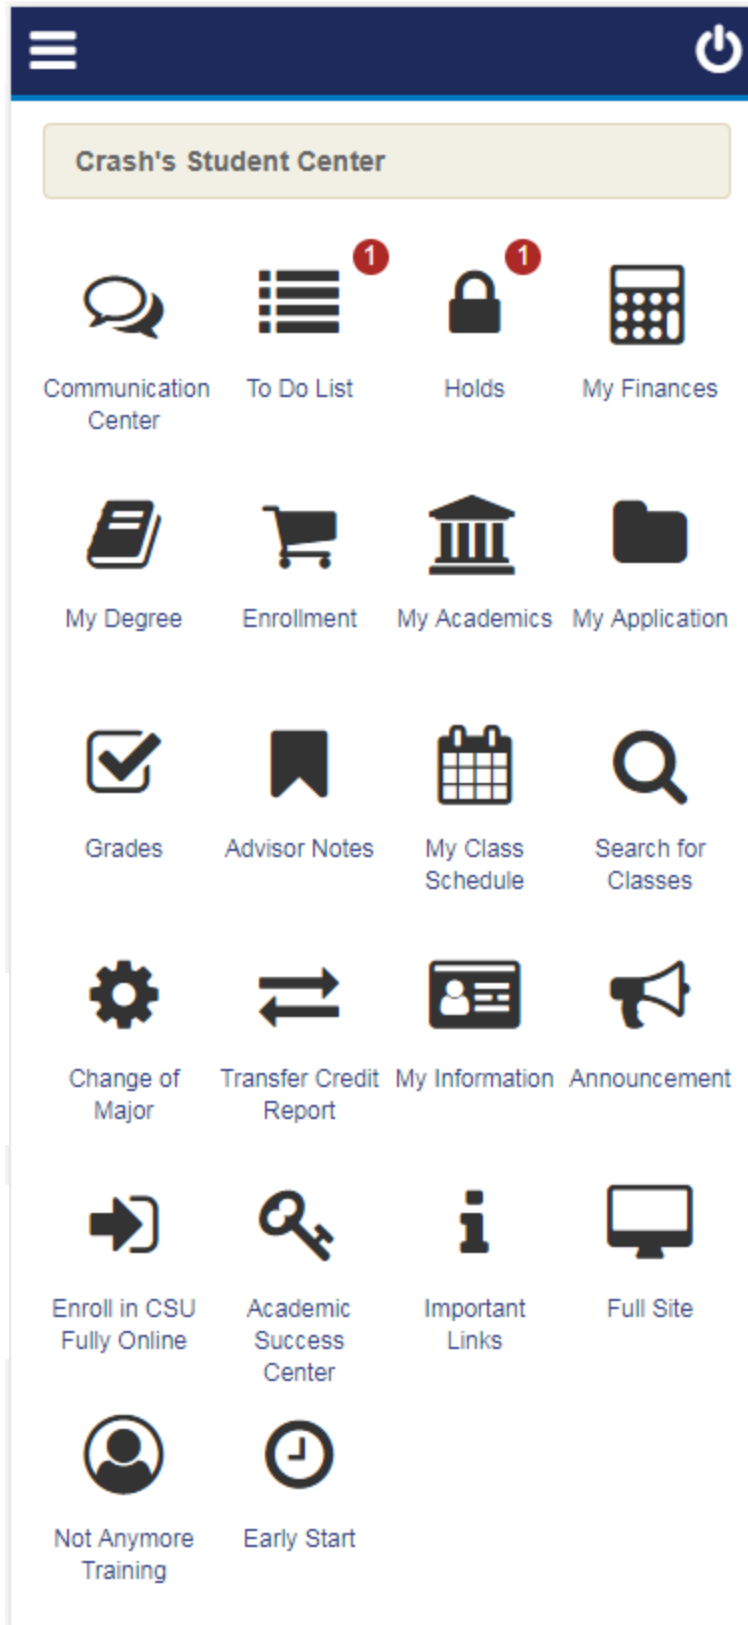 Crash's Student Center
1
1
Communication
Center
To Do List
Holds
My Finances
My Degree
Enrollment
My Academics
My Application
Grades
Advisor Notes
My Class
Schedule
Search for
Classes
Change of
Major
Transfer Credit
Report
My Information
Announcement
Enroll in CSU
Fully Online
Academic
Success
Center
Important
Links
Full Site
Not Anymore
Training
Early Start